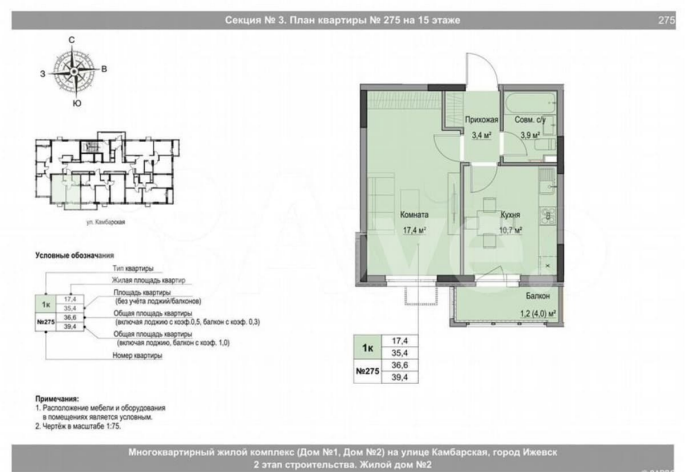 Секция № 3. План квартиры № 275 на 15 этаже
275
С
З
В
Ю
ул. Камбарская
Прихожая
3,4 м²
Совм. с/у
3,9 м²
Комната
17,4 м²
Кухня
10,7 м²
Балкон
1,2 (4,0) м²
Условные обозначания
Тип квартиры
Жилая площадь квартир
Площадь квартиры
(без учёта лоджий/балконов)
Общая площадь квартиры
(включая лоджию с коэф.0,5, балкон с коэф. 0,3)
Общая площадь квартиры
(включая лоджию, балкон с коэф. 1,0)
Номер квартиры
1к
№275
17,4
35,4
36,6
39,4
1к
№275
17,4
35,4
36,6
39,4
Примечания:
1. Расположение мебели и оборудования
в помещениях является условным.
2. Чертёж в масштабе 1:75.
Многоквартирный жилой комплекс (Дом №1, Дом №2) на улице Камбарская, город Ижевск
2 этап строительства. Жилой дом №2